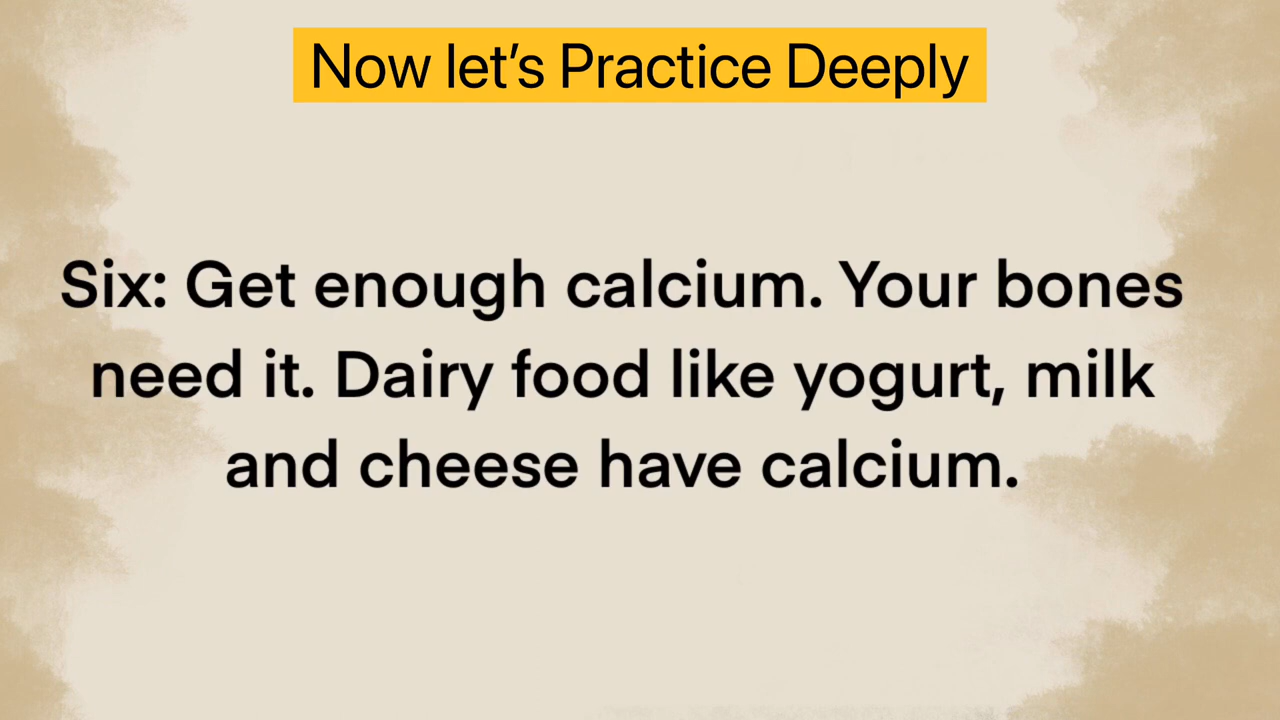 Now let’s Practice Deeply
Six: Get enough calcium. Your bones
need it. Dairy food like yogurt, milk
and cheese have calcium.